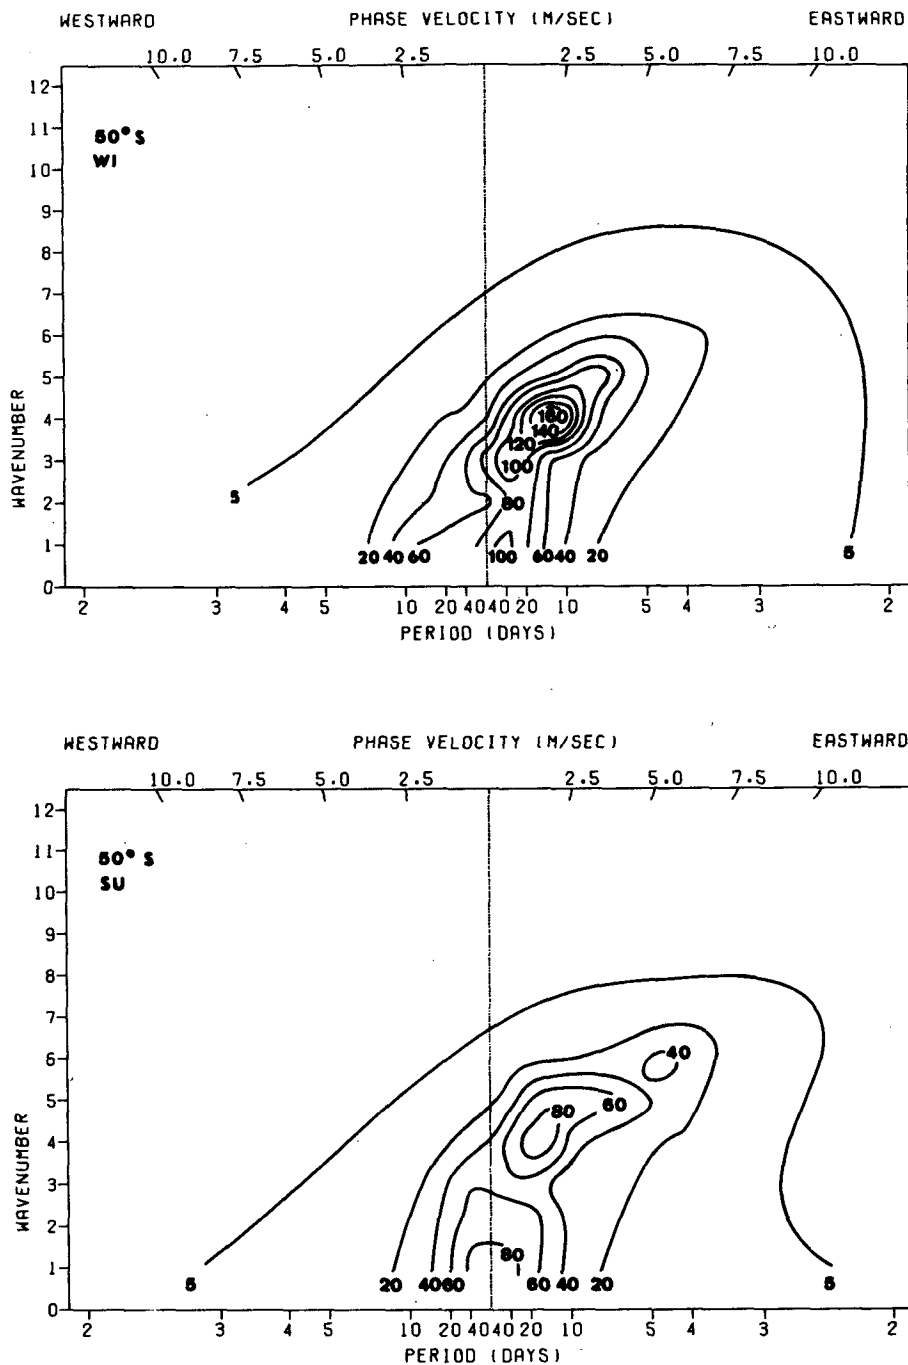 WESTWARD PHASE VELOCITY (M/SEC) EASTWARD
10.0 7.5 5.0 2.5 2.5 5.0 7.5 10.0
12
11
50° S
WI
10
9
8
7
6
5
4
160
140
120
3
100
2
5
80
1
20 40 60 100 60 40 20 5
0
WAVENUMBER
2 3 4 5 10 20 40 40 20 10 5 4 3 2
PERIOD (DAYS)
WESTWARD PHASE VELOCITY (M/SEC) EASTWARD
10.0 7.5 5.0 2.5 2.5 5.0 7.5 10.0
12
11
50° S
SU
10
9
8
7
6
40
5
80 60
4
3
2
80
1
5 20 40 60 60 40 20 5
0
WAVENUMBER
2 3 4 5 10 20 40 40 20 10 5 4 3 2
PERIOD (DAYS)